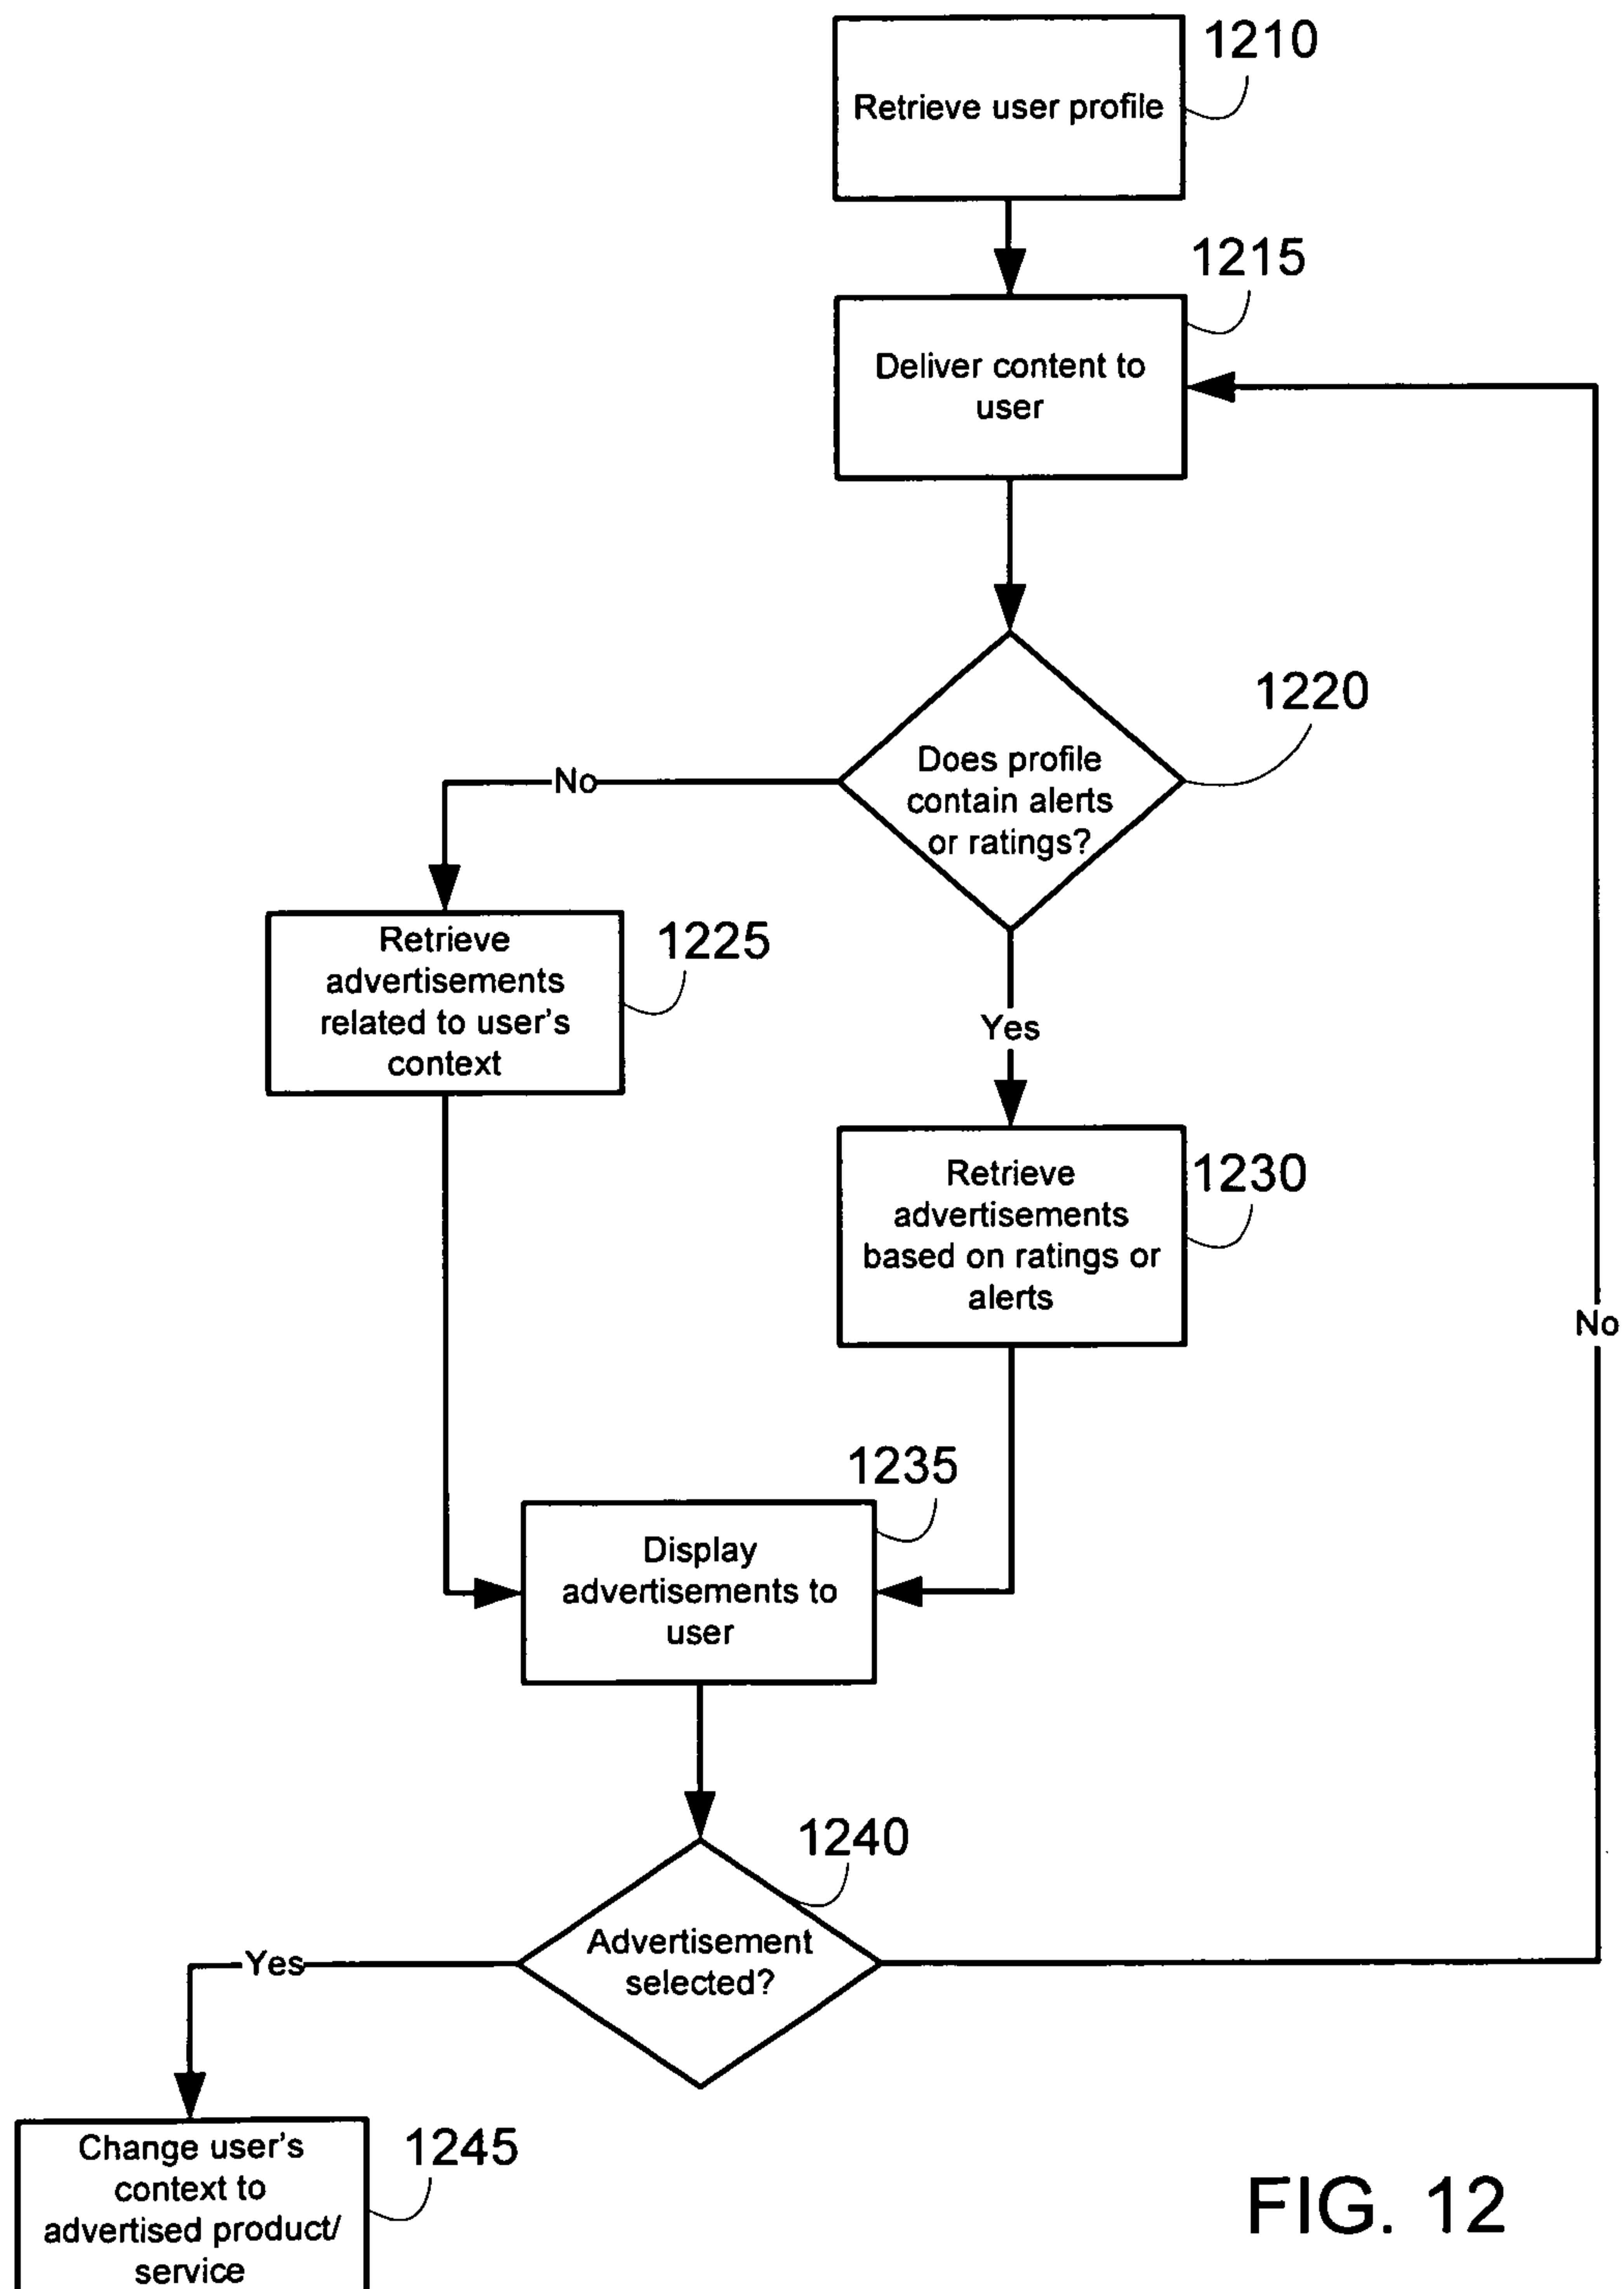 1210
Retrieve user profile
1215
Deliver content to
user
1220
Does profile
contain alerts
or ratings?
No
Retrieve
advertisements
related to user's
context
1225
Yes
Retrieve
advertisements
based on ratings or
alerts
1230
No
1235
Display
advertisements to
user
1240
Advertisement
selected?
Yes
Change user's
context to
advertised product/
service
1245
FIG. 12